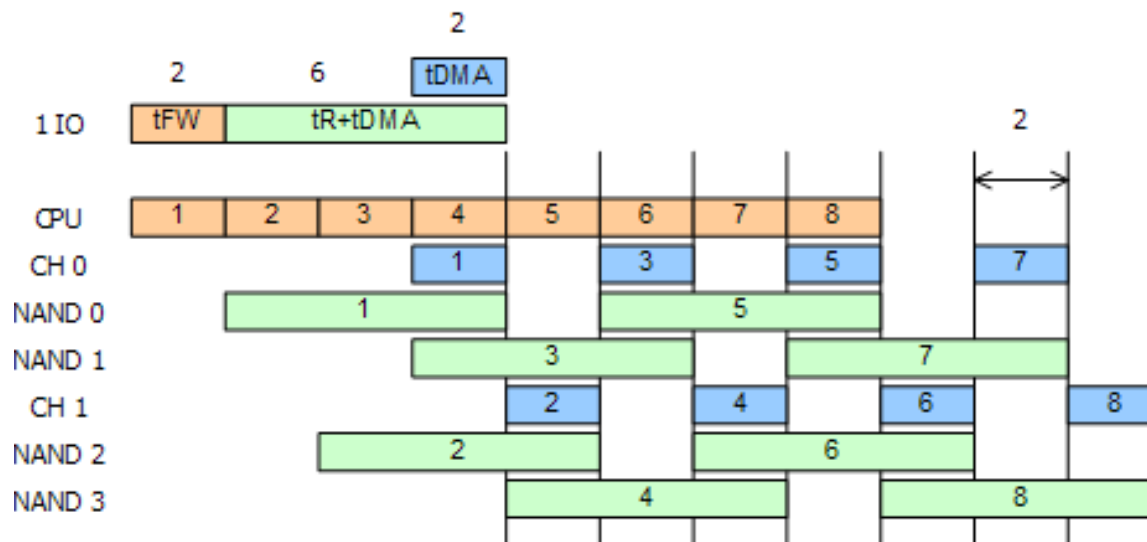 2
2 6 tDMA
1 IO tFW tR+tDMA 2
CPU 1 2 3 4 5 6 7 8
CH 0 1 3 5 7
NAND 0 1 5
NAND 1 3 7
CH 1 2 4 6 8
NAND 2 2 6
NAND 3 4 8